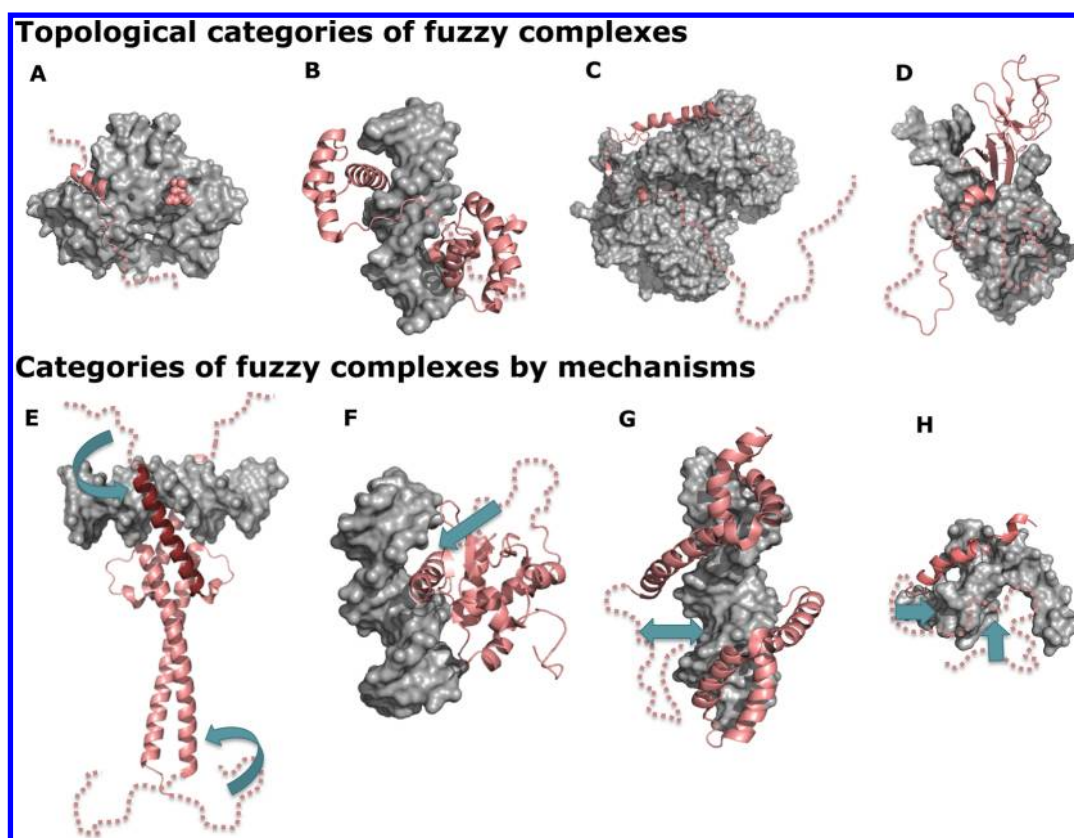 Topological categories of fuzzy complexes
A B C D
Categories of fuzzy complexes by mechanisms
E F G H